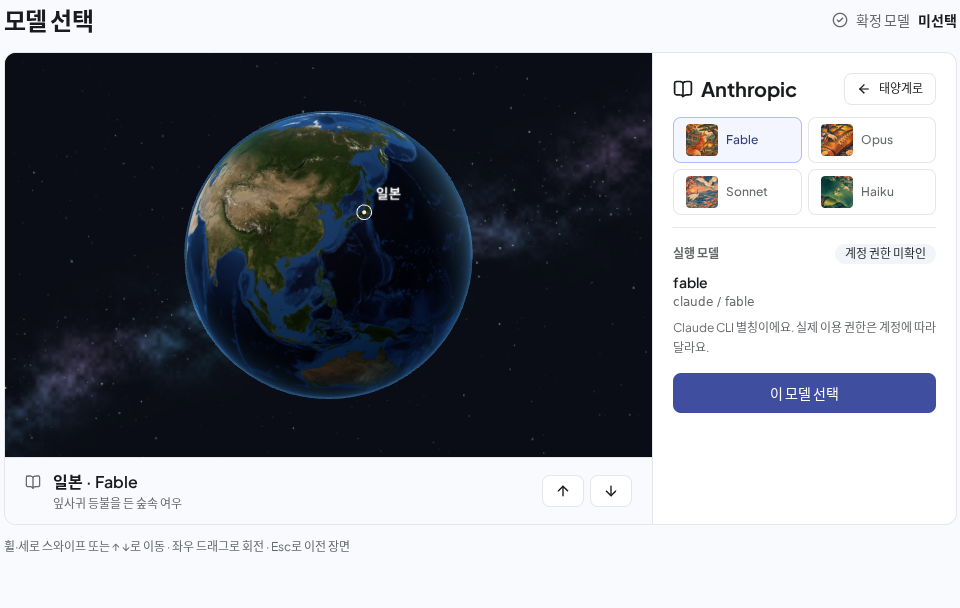 모델 선택
확정 모델 미선택
일본
Anthropic
태양계로
Fable
Opus
Sonnet
Haiku
실행 모델
계정 권한 미확인
fable
claude / fable
Claude CLI 별칭이에요. 실제 이용 권한은 계정에 따라
달라요.
이 모델 선택
일본 · Fable
잎사귀 등불을 든 숲속 여우
휠·세로 스와이프 또는 ↑ ↓로 이동 · 좌우 드래그로 회전 · Esc로 이전 장면